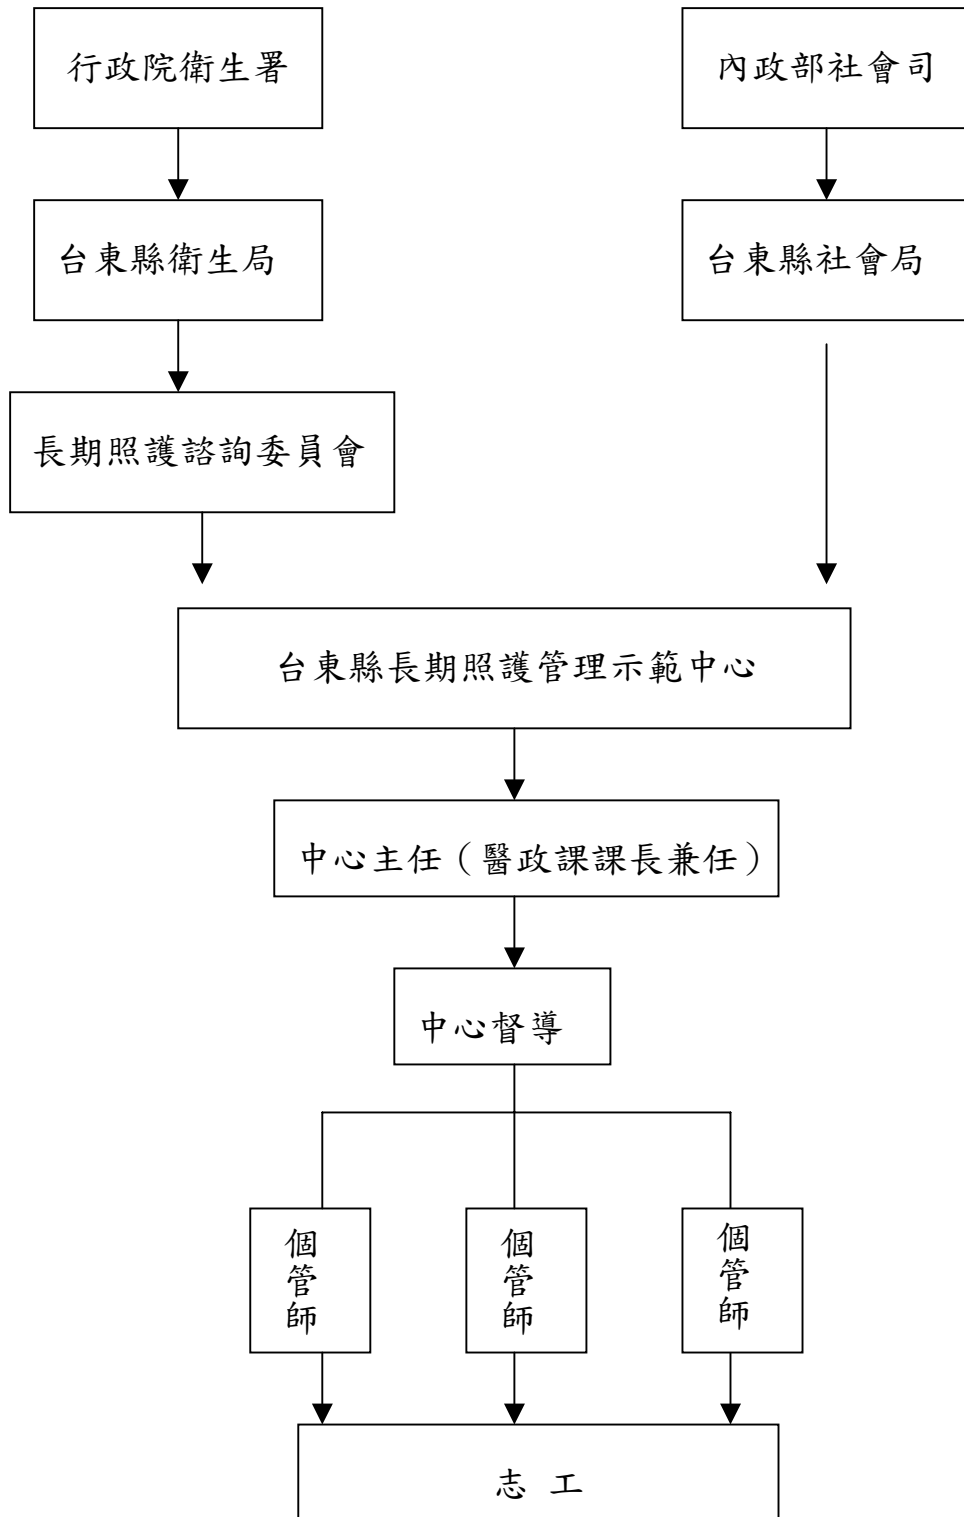 行政院衛生署
內政部社會司
台東縣衛生局
台東縣社會局
長期照護諮詢委員會
台東縣長期照護管理示範中心
中心主任（醫政課課長兼任）
中心督導
個管師
個管師
個管師
志 工